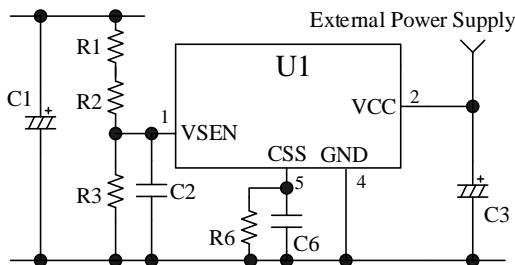 External Power Supply
R1
U1
C1
R2
1
VSEN
VCC
2
CSS
GND
R3
C2
5
4
C3
R6
C6
+
+